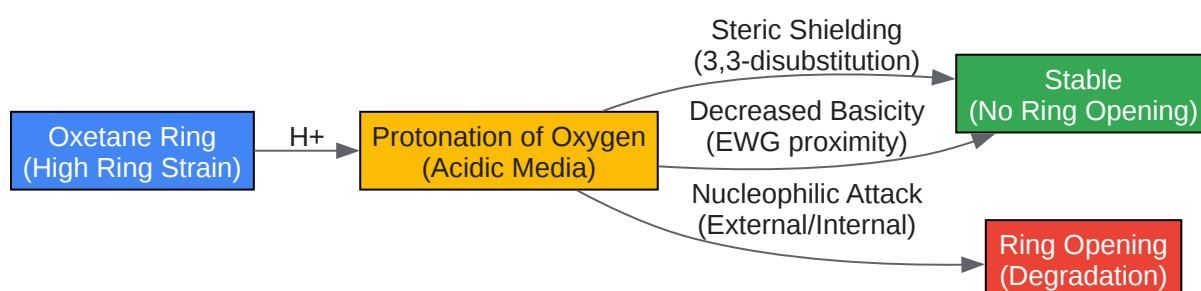 Oxetane Ring
(High Ring Strain)
H+
Protonation of Oxygen
(Acidic Media)
Steric Shielding
(3,3-disubstitution)
Decreased Basicity
(EWG proximity)
Nucleophilic Attack
(External/Internal)
Stable
(No Ring Opening)
Ring Opening
(Degradation)